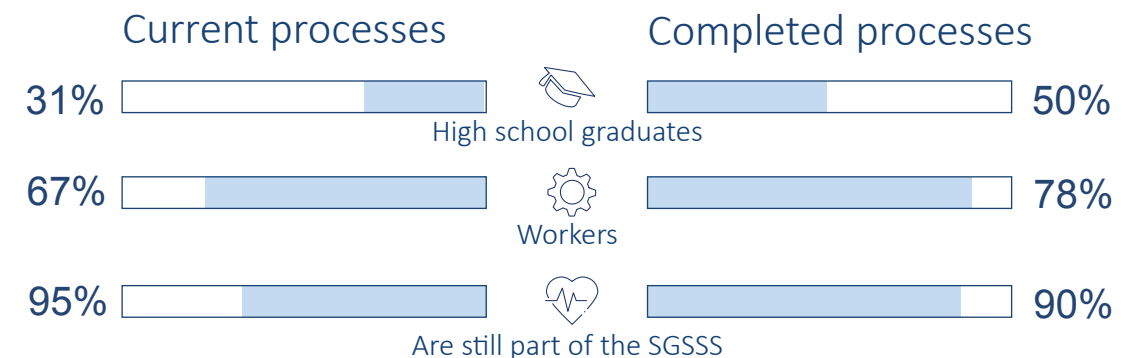 Current processes
Completed processes
31%
50%
High school graduates
67%
78%
Workers
95%
90%
Are still part of the SGSSS